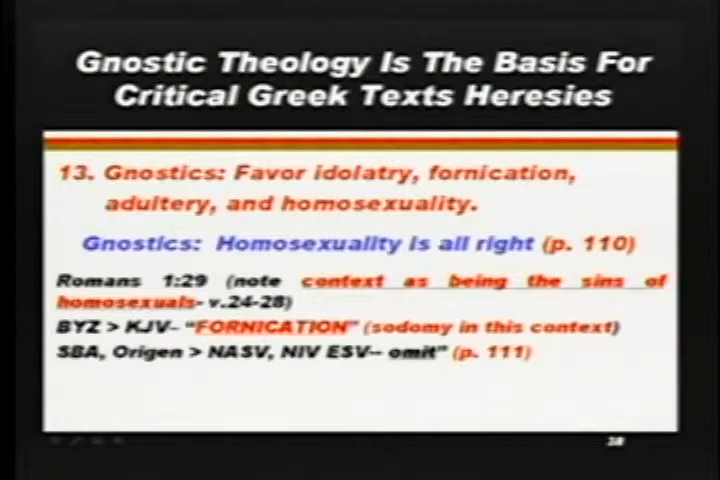 Gnostic Theology Is The Basis For
Critical Greek Texts Heresies
13. Gnostics: Favor idolatry, fornication,
adultery, and homosexuality.
Gnostics: Homosexuality is all right (p. 110)
Romans 1:29 (note context as being the sins of
homosexuals- v.24-28)
BYZ > KJV– "FORNICATION" (sodomy in this context)
SBA, Origen > NASV, NIV ESV-- omit" (p. 111)
38